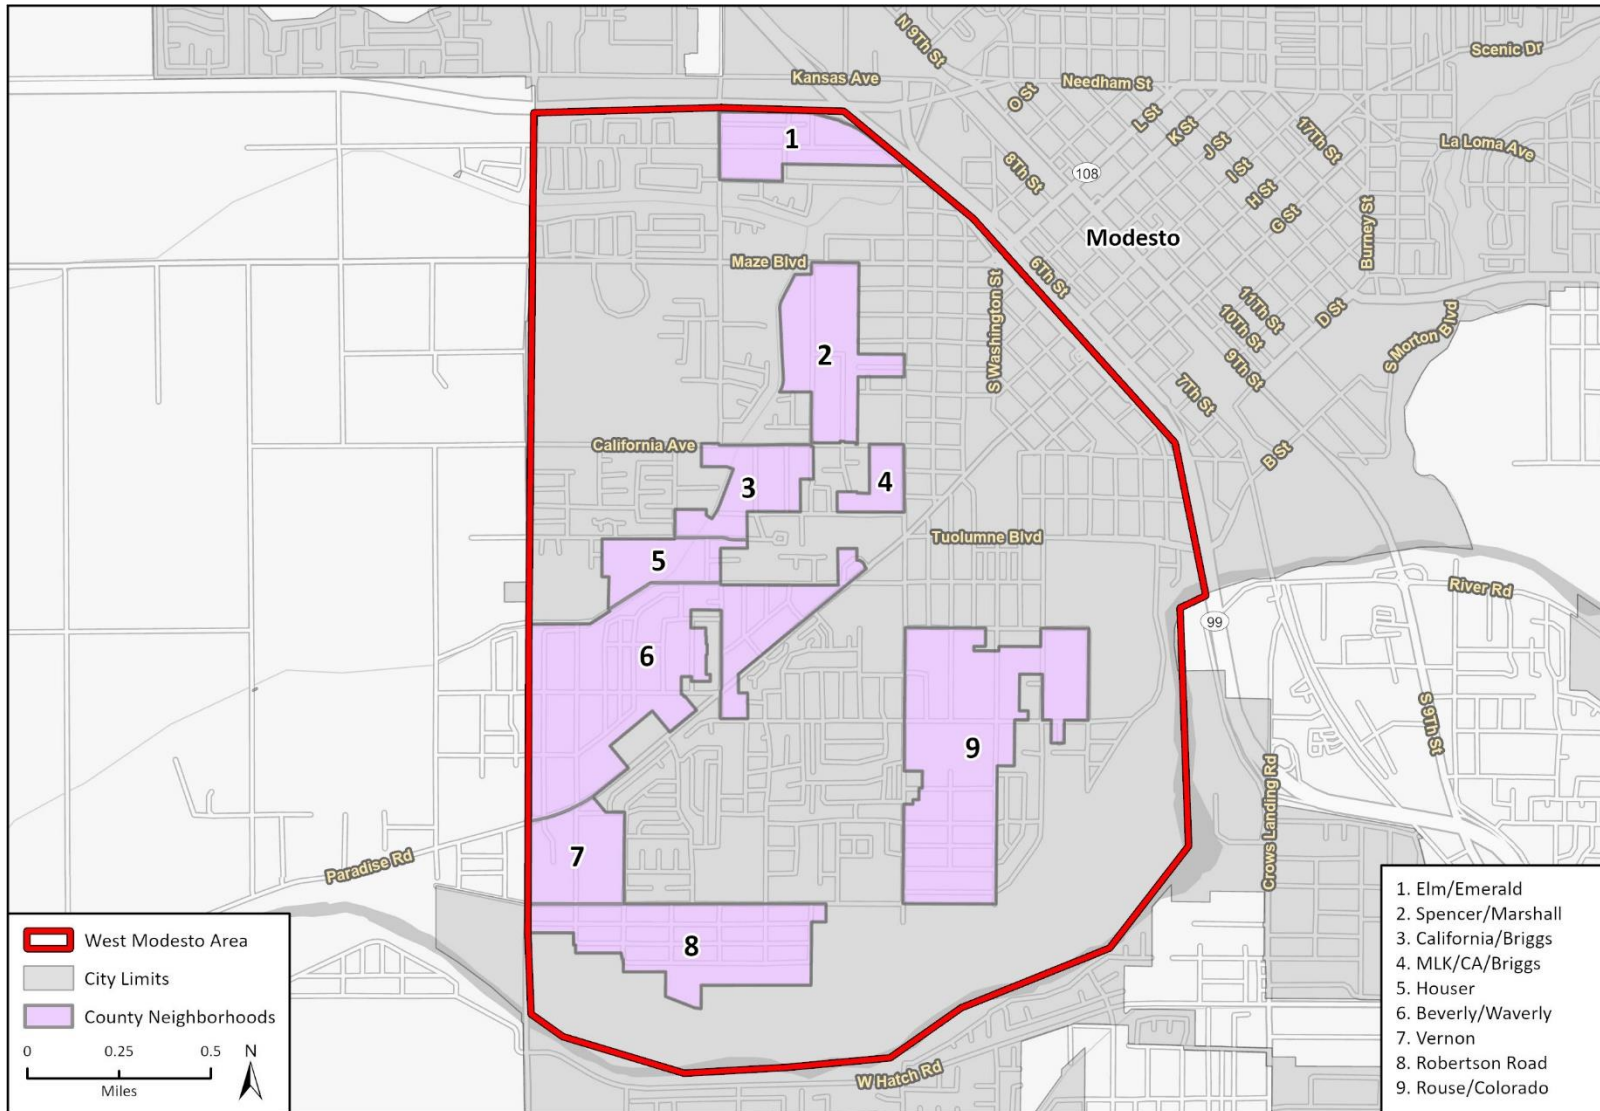 N 9Th St
Scenic Dr
Kansas Ave
Needham St
O St
L St
K St
J St
I St
H St
G St
17Th St
La Loma Ave
1
8Th St
108
Burney St
Modesto
Maze Blvd
6Th St
S Washington St
11Th St
10Th St
9Th St
D St
S Morton Blvd
2
7Th St
California Ave
B St
3
4
Tuolumne Blvd
5
River Rd
99
6
S 9Th St
9
Crows Landing Rd
7
Paradise Rd
8
W Hatch Rd
West Modesto Area
City Limits
County Neighborhoods
0 0.25 0.5
Miles
N
1. Elm/Emerald
2. Spencer/Marshall
3. California/Briggs
4. MLK/CA/Briggs
5. Houser
6. Beverly/Waverly
7. Vernon
8. Robertson Road
9. Rouse/Colorado